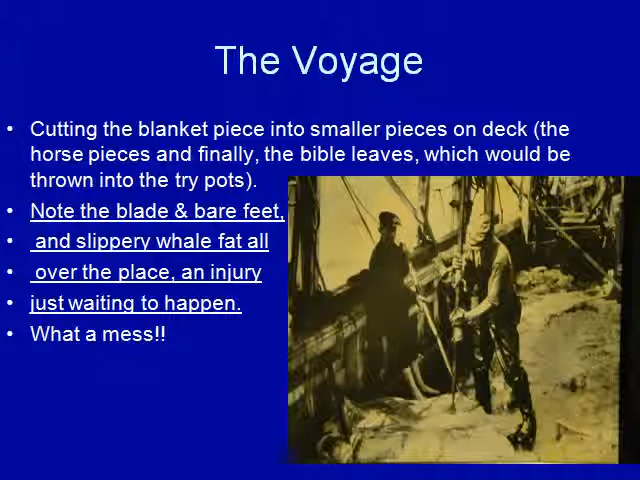 The Voyage
• Cutting the blanket piece into smaller pieces on deck (the
horse pieces and finally, the bible leaves, which would be
thrown into the try pots).
• Note the blade & bare feet,
• and slippery whale fat all
• over the place, an injury
• just waiting to happen.
• What a mess!!